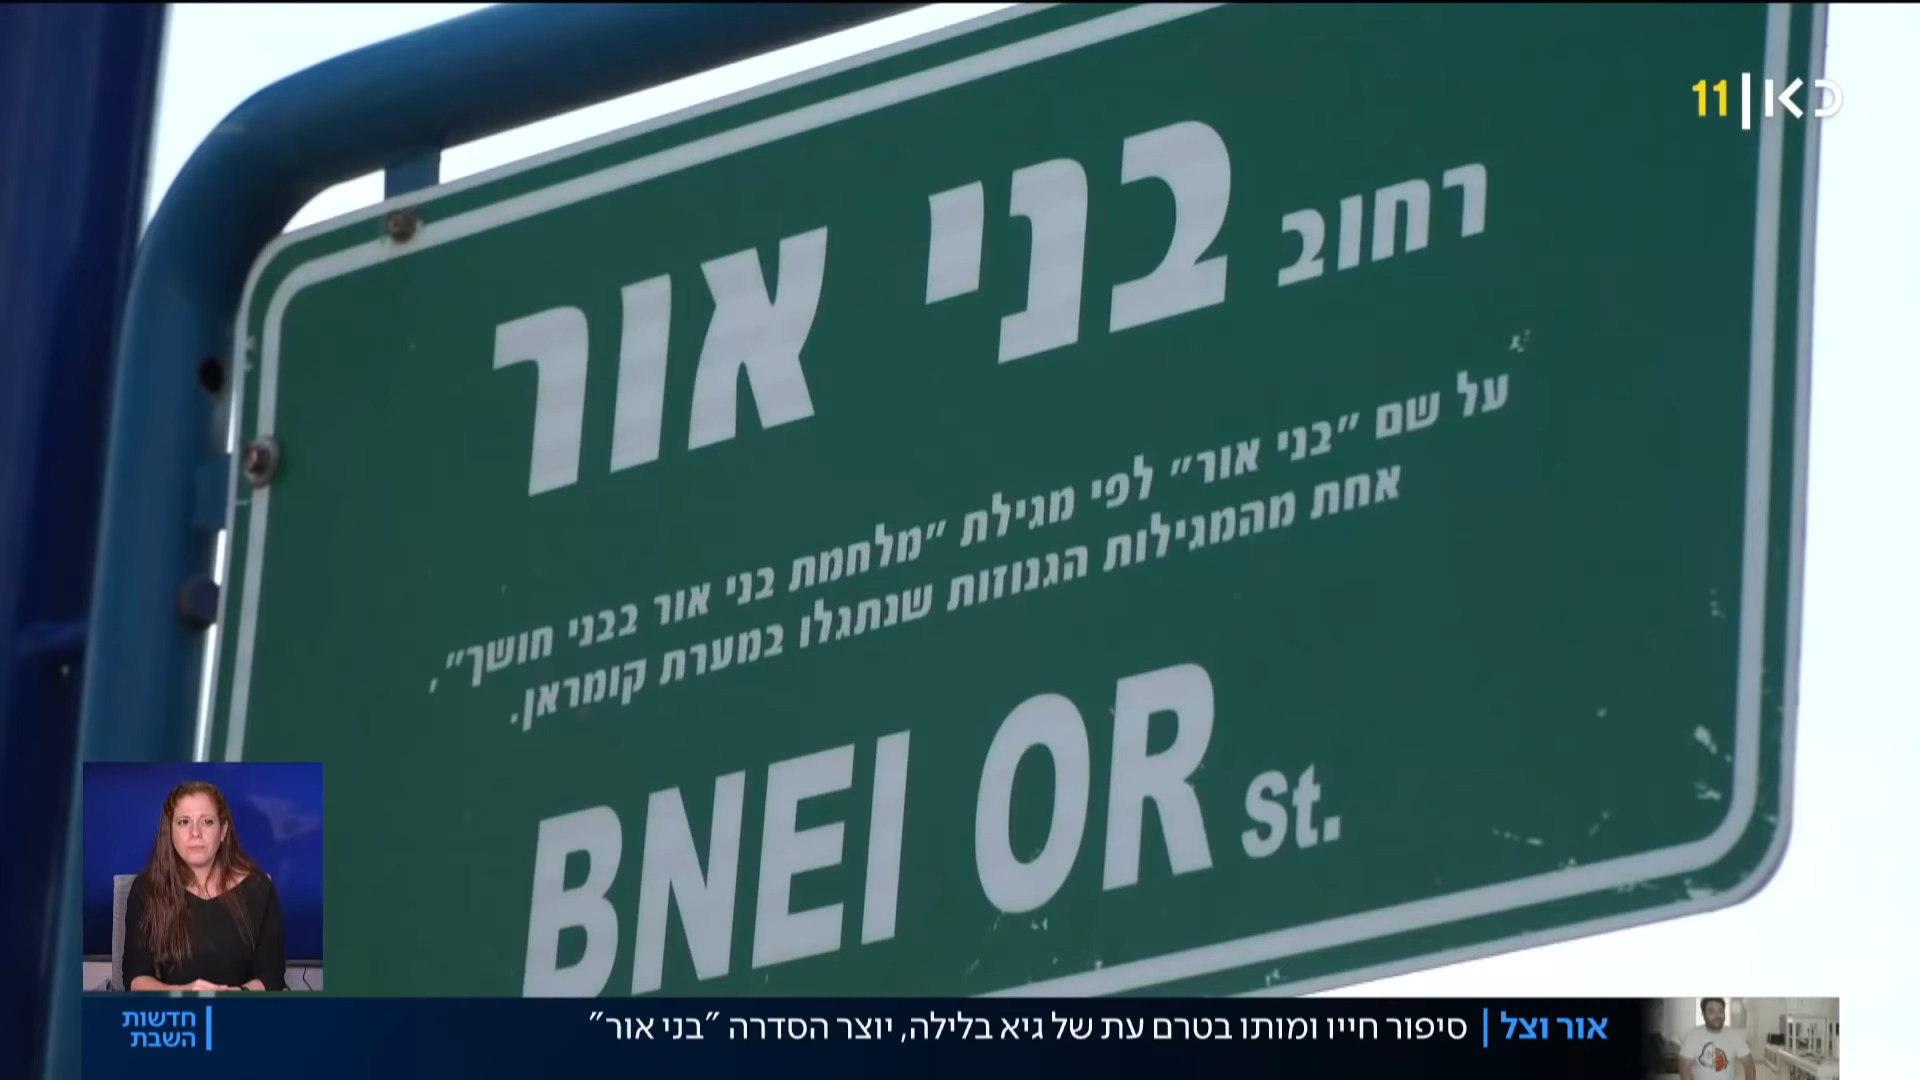 כאן 11
רחוב בני אור
על שם "בני אור" לפי מגילת "מלחמת בני אור בבני חושך",
אחת מהמגילות הגנוזות שנתגלו במערת קומראן.
BNEI OR St.
אור וצל | סיפור חייו ומותו בטרם עת של גיא בלילה, יוצר הסדרה "בני אור"
חדשות
השבת